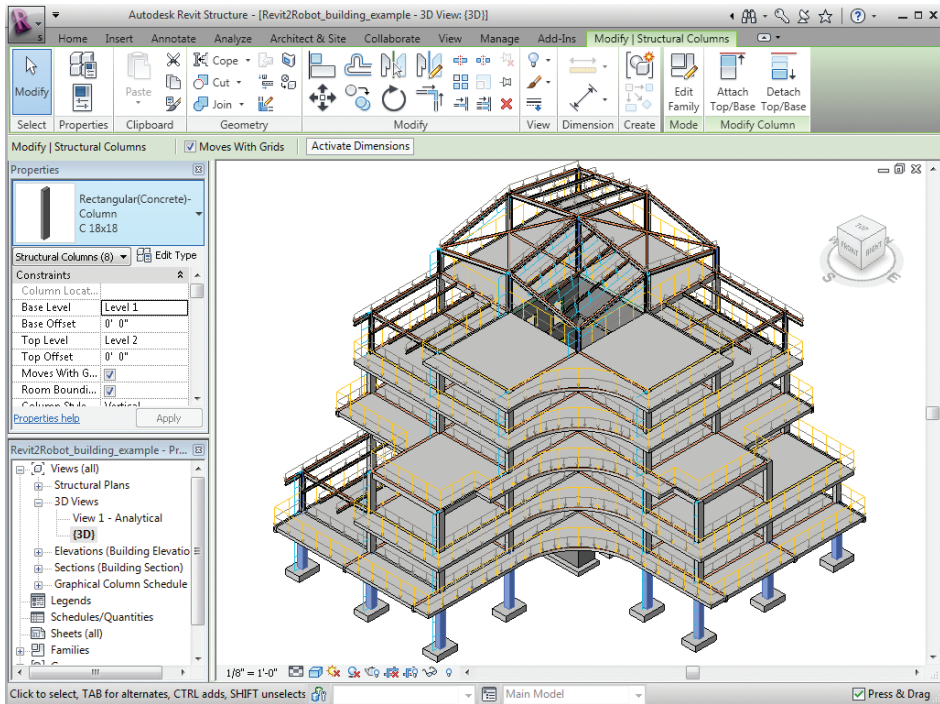 Autodesk Revit Structure - [Revit2Robot_building_example - 3D View: {3D}]
Home Insert Annotate Analyze Architect & Site Collaborate View Manage Add-Ins Modify | Structural Columns
Modify
Paste
Cope
Cut
Join
Edit
Family
Attach
Top/Base
Detach
Top/Base
Select Properties Clipboard Geometry Modify View Dimension Create Mode Modify Column
Modify | Structural Columns Moves With Grids Activate Dimensions
Properties
Rectangular(Concrete)-
Column
C 18x18
Structural Columns (8) Edit Type
Constraints
Column Locat...
Base Level Level 1
Base Offset 0' 0"
Top Level Level 2
Top Offset 0' 0"
Moves With G...
Room Boundi...
Column Style Vertical
Properties help Apply
Revit2Robot_building_example - Pr...
Views (all)
Structural Plans
3D Views
View 1 - Analytical
{3D}
Elevations (Building Elevatio
Sections (Building Section)
Graphical Column Schedule
Legends
Schedules/Quantities
Sheets (all)
Families
TOP
FRONT RIGHT
S E
1/8" = 1'-0"
Click to select, TAB for alternates, CTRL adds, SHIFT unselects Main Model Press & Drag